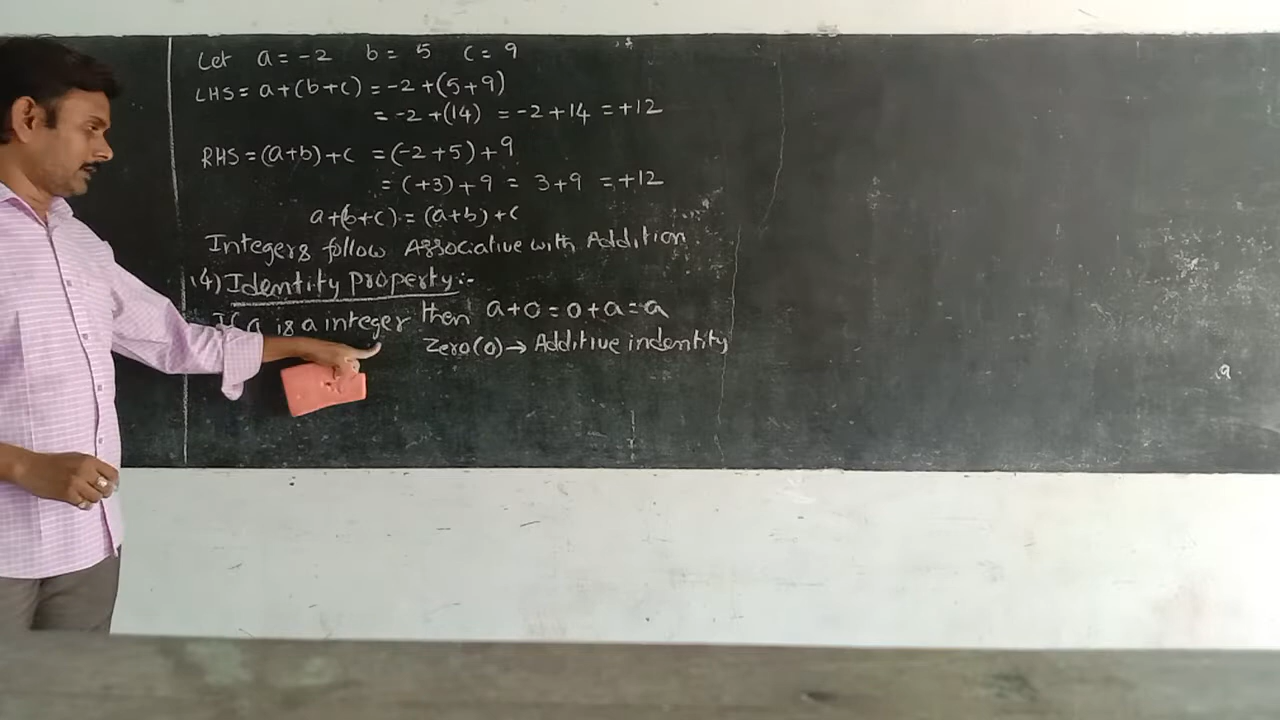 Let a = -2 b = 5 c = 9
LHS = a+(b+c) = -2+(5+9)
= -2+(14) = -2+14 = +12
RHS = (a+b)+c = (-2+5)+9
= (+3)+9 = 3+9 = +12
a+(b+c) = (a+b)+c
Integers follow Associative with Addition.
4) Identity Property:-
If a is a integer then a+0 = 0+a = a
Zero(0) → Additive indentity
a